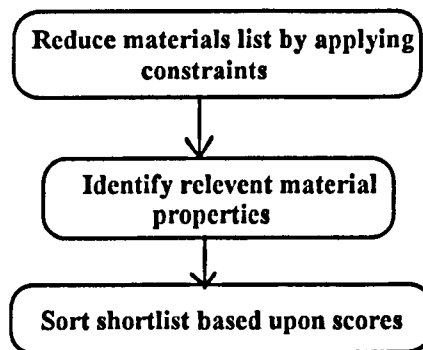 Reduce materials list by applying
constraints
Identify relevent material
properties
Sort shortlist based upon scores